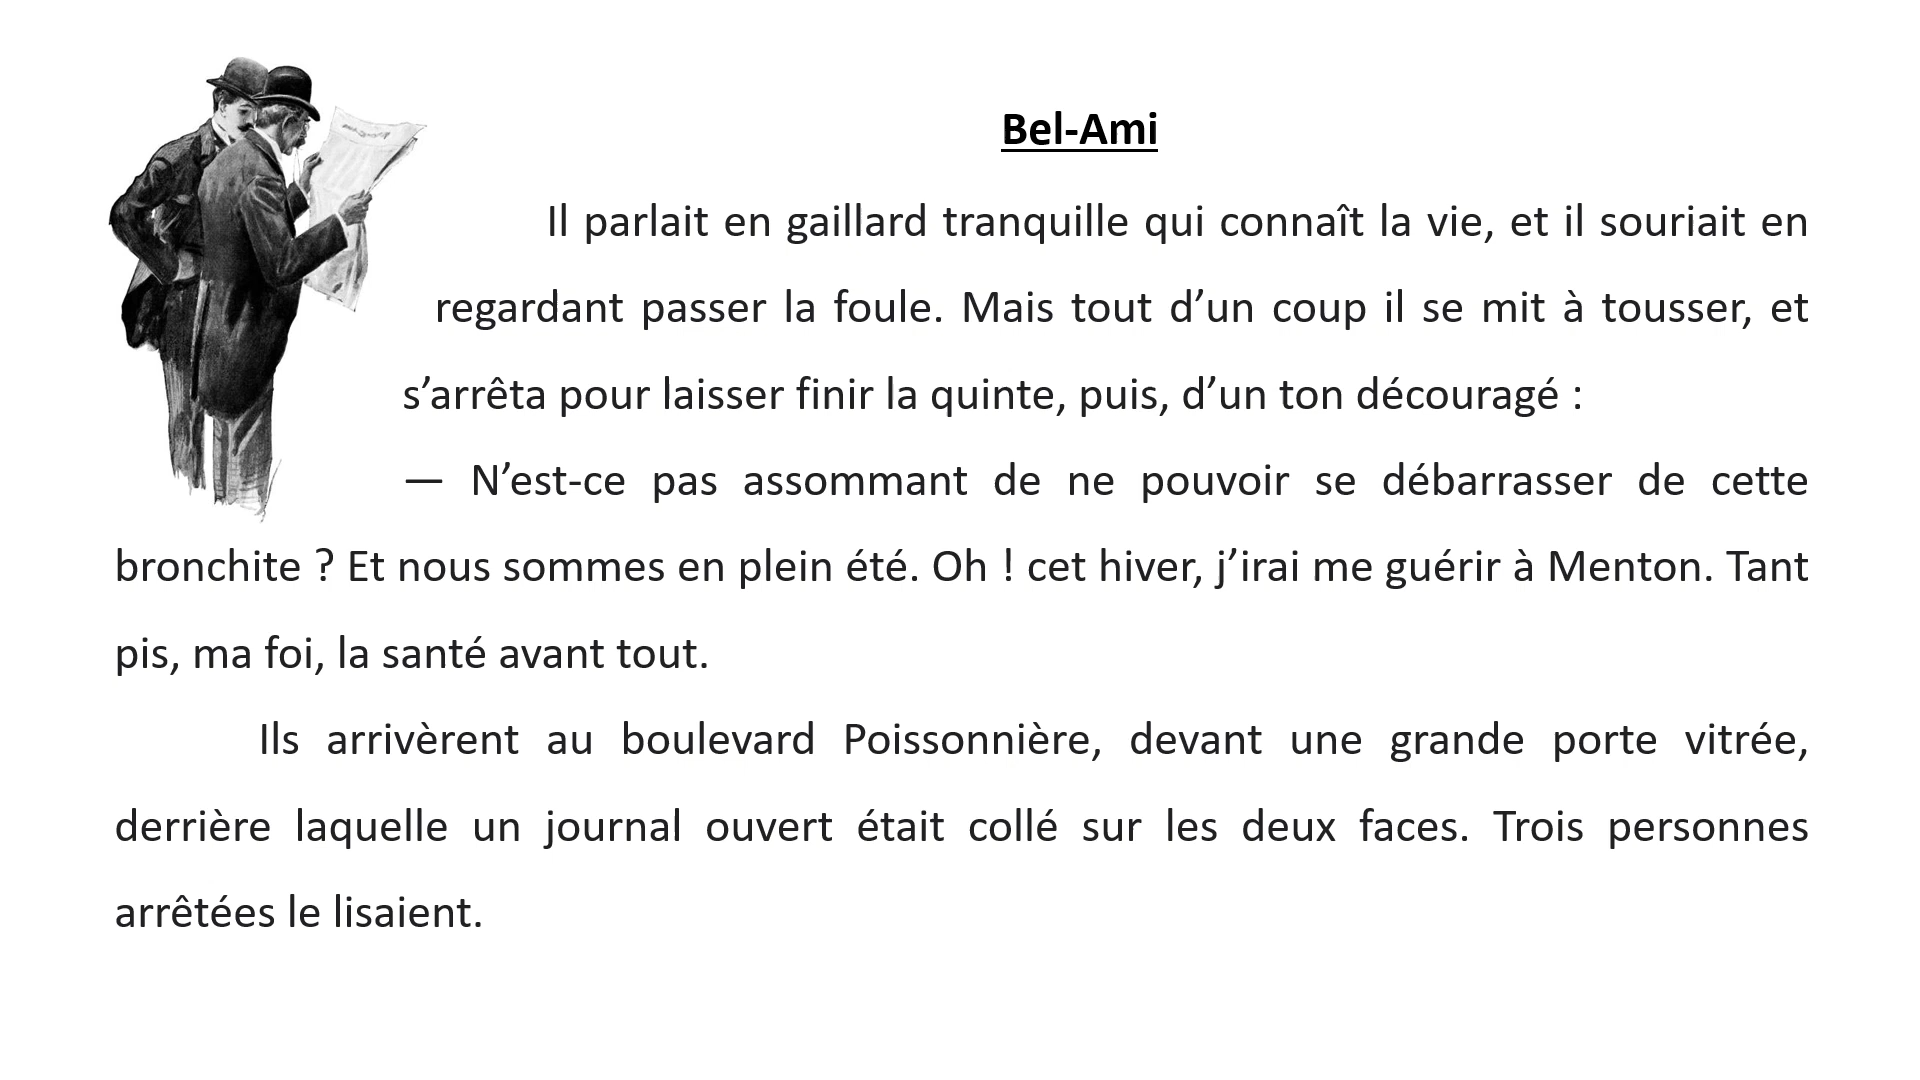 Bel-Ami
Il parlait en gaillard tranquille qui connaît la vie, et il souriait en
regardant passer la foule. Mais tout d’un coup il se mit à tousser, et
s’arrêta pour laisser finir la quinte, puis, d’un ton découragé :
— N’est-ce pas assommant de ne pouvoir se débarrasser de cette
bronchite ? Et nous sommes en plein été. Oh ! cet hiver, j’irai me guérir à Menton. Tant
pis, ma foi, la santé avant tout.
Ils arrivèrent au boulevard Poissonnière, devant une grande porte vitrée,
derrière laquelle un journal ouvert était collé sur les deux faces. Trois personnes
arrêtées le lisaient.